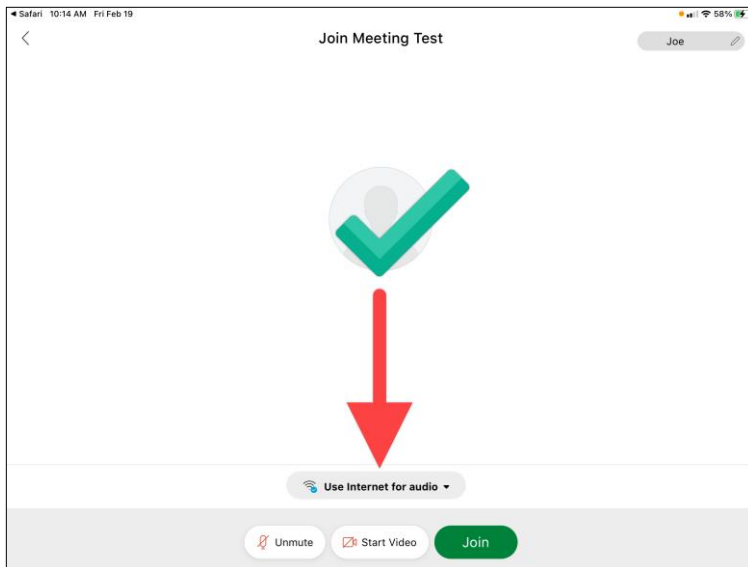 Safari 10:14 AM Fri Feb 19 58%
Join Meeting Test Joe
Use Internet for audio
Unmute Start Video Join